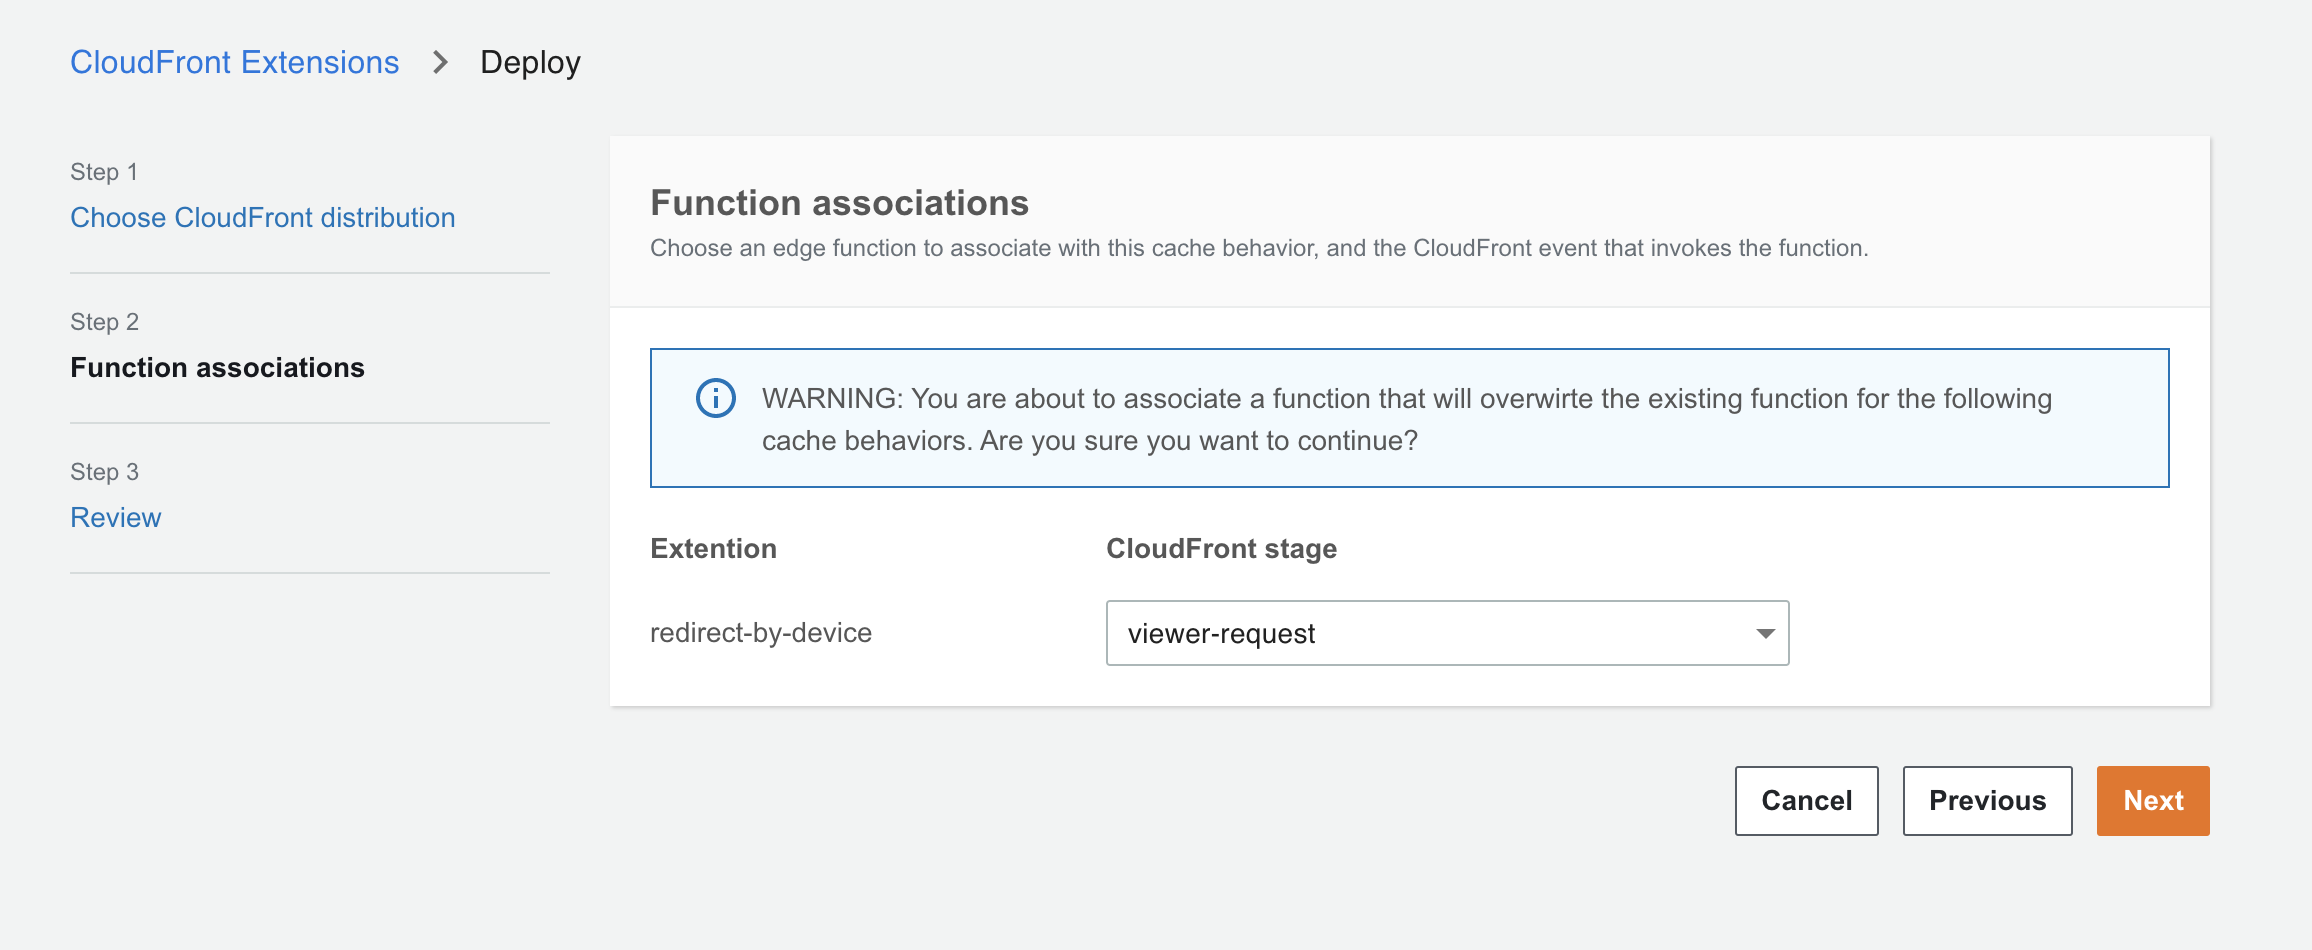 CloudFront Extensions > Deploy
Step 1
Choose CloudFront distribution
Step 2
Function associations
Step 3
Review
Function associations
Choose an edge function to associate with this cache behavior, and the CloudFront event that invokes the function.
WARNING: You are about to associate a function that will overwirte the existing function for the following
cache behaviors. Are you sure you want to continue?
Extention CloudFront stage
redirect-by-device viewer-request
Cancel Previous Next